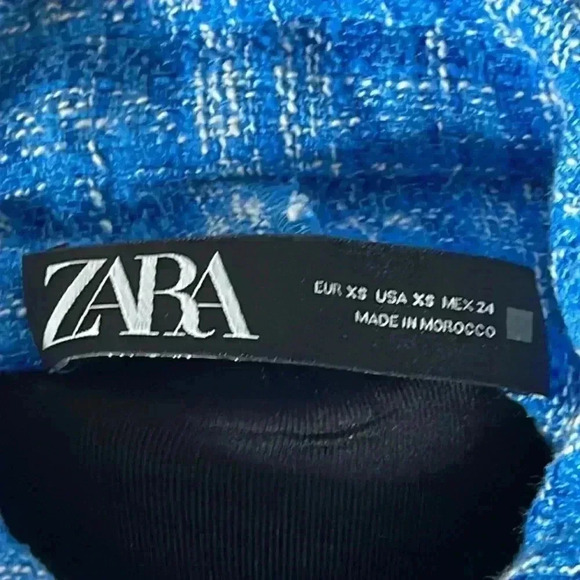 ZARA
EUR XS USA XS MEX 24
MADE IN MOROCCO